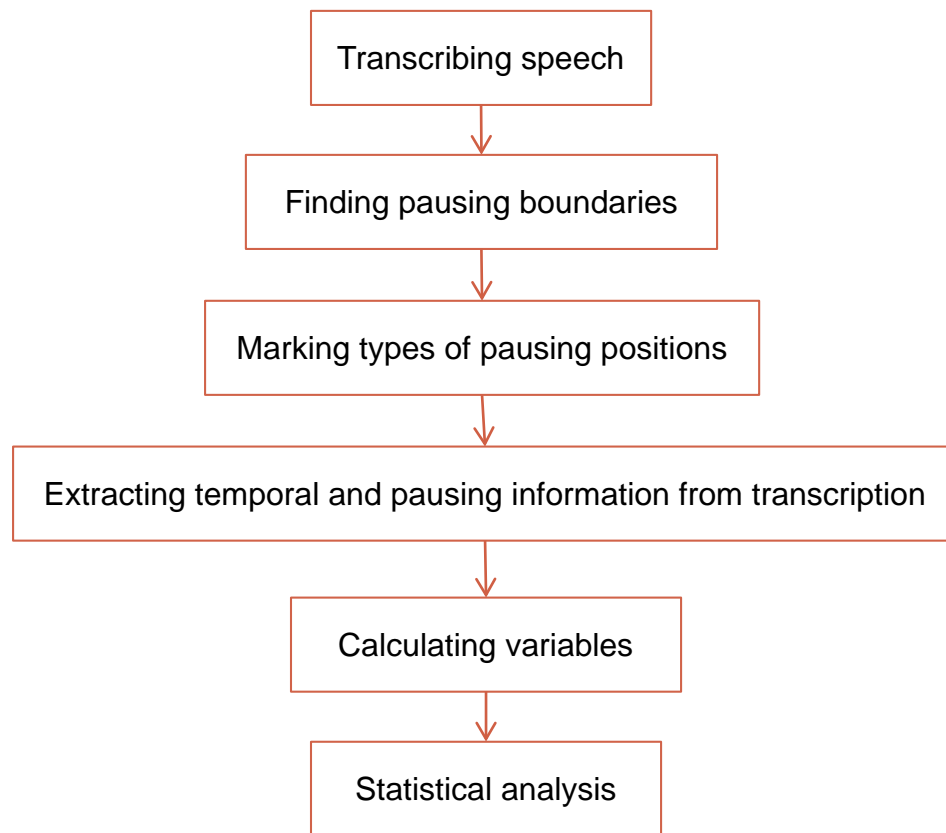 Transcribing speech
Finding pausing boundaries
Marking types of pausing positions
Extracting temporal and pausing information from transcription
Calculating variables
Statistical analysis